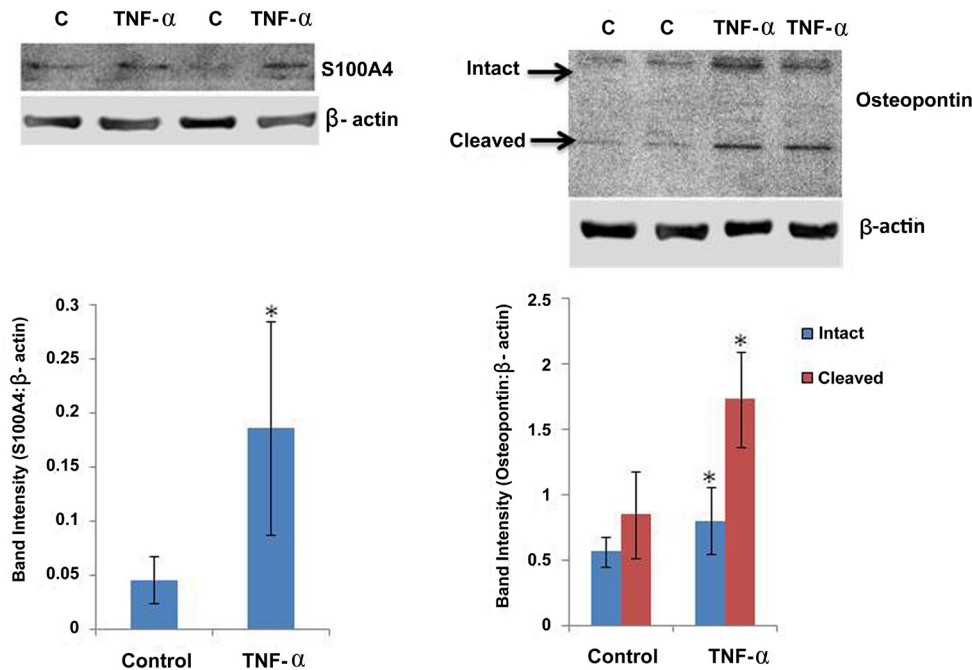 C TNF-α C TNF-α
S100A4
β- actin
C C TNF-α TNF-α
Intact
Cleaved
Osteopontin
β-actin
Band Intensity (S100A4:β- actin)
0.3
0.25
0.2
0.15
0.1
0.05
0
*
Control TNF-α
Band Intensity (Osteopontin:β- actin)
2.5
2
1.5
1
0.5
0
*
*
Control TNF-α
Intact
Cleaved